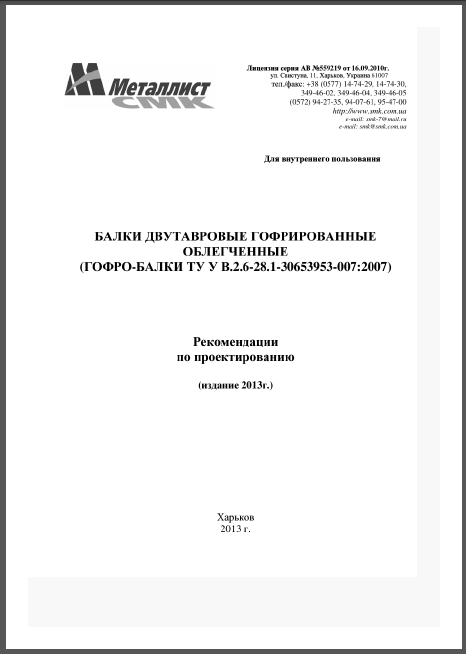 Металлист
СМК
Лицензия серия АВ №559219 от 16.09.2010г.
ул. Свистуна, 11, Харьков, Украина 61007
тел./факс: +38 (0577) 14-74-29, 14-74-30,
349-46-02, 349-46-04, 349-46-05
(0572) 94-27-35, 94-07-61, 95-47-00
http://www.smk.com.ua
e-mail: smk-7@mail.ru
e-mail: smk@smk.com.ua
Для внутреннего пользования
БАЛКИ ДВУТАВРОВЫЕ ГОФРИРОВАННЫЕ
ОБЛЕГЧЕННЫЕ
(ГОФРО-БАЛКИ ТУ У В.2.6-28.1-30653953-007:2007)
Рекомендации
по проектированию
(издание 2013г.)
Харьков
2013 г.